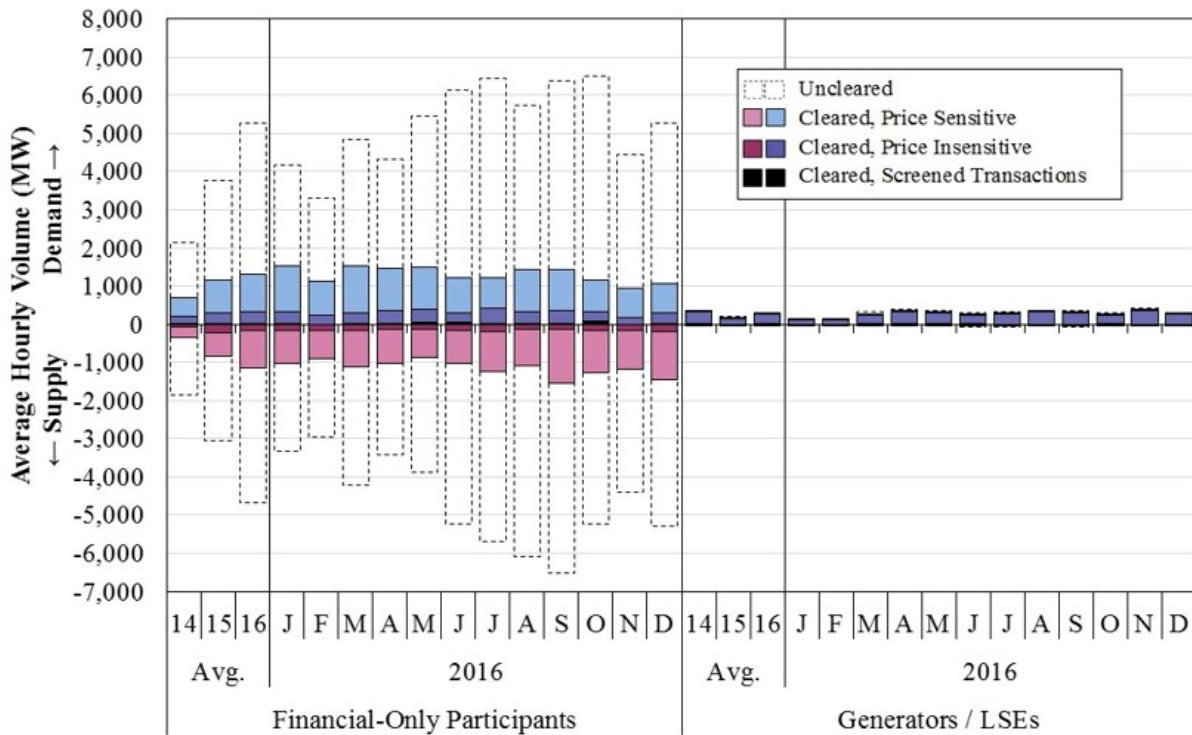 Average Hourly Volume (MW)
← Supply Demand →
8,000
7,000
6,000
5,000
4,000
3,000
2,000
1,000
0
-1,000
-2,000
-3,000
-4,000
-5,000
-6,000
-7,000
Uncleared
Cleared, Price Sensitive
Cleared, Price Insensitive
Cleared, Screened Transactions
14 15 16 J F M A M J J A S O N D 14 15 16 J F M A M J J A S O N D
Avg. 2016 Avg. 2016
Financial-Only Participants Generators / LSEs